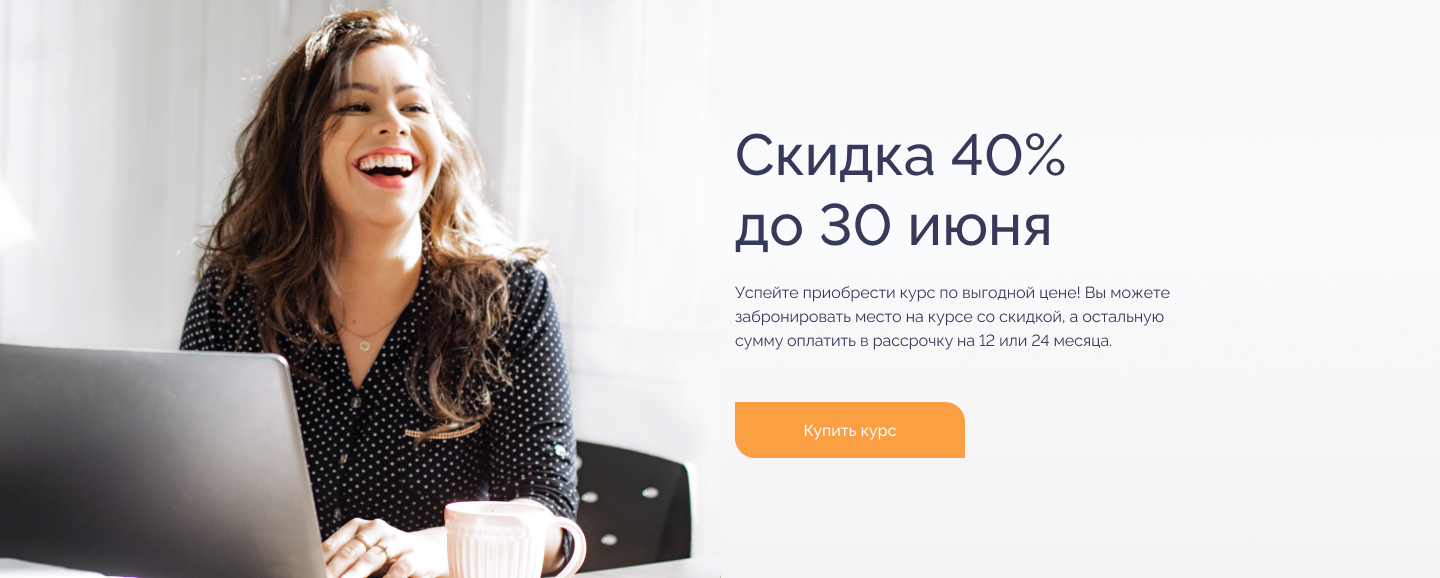 Скидка 40%
до 30 июня
Успейте приобрести курс по выгодной цене! Вы можете
забронировать место на курсе со скидкой, а остальную
сумму оплатить в рассрочку на 12 или 24 месяца.
Купить курс